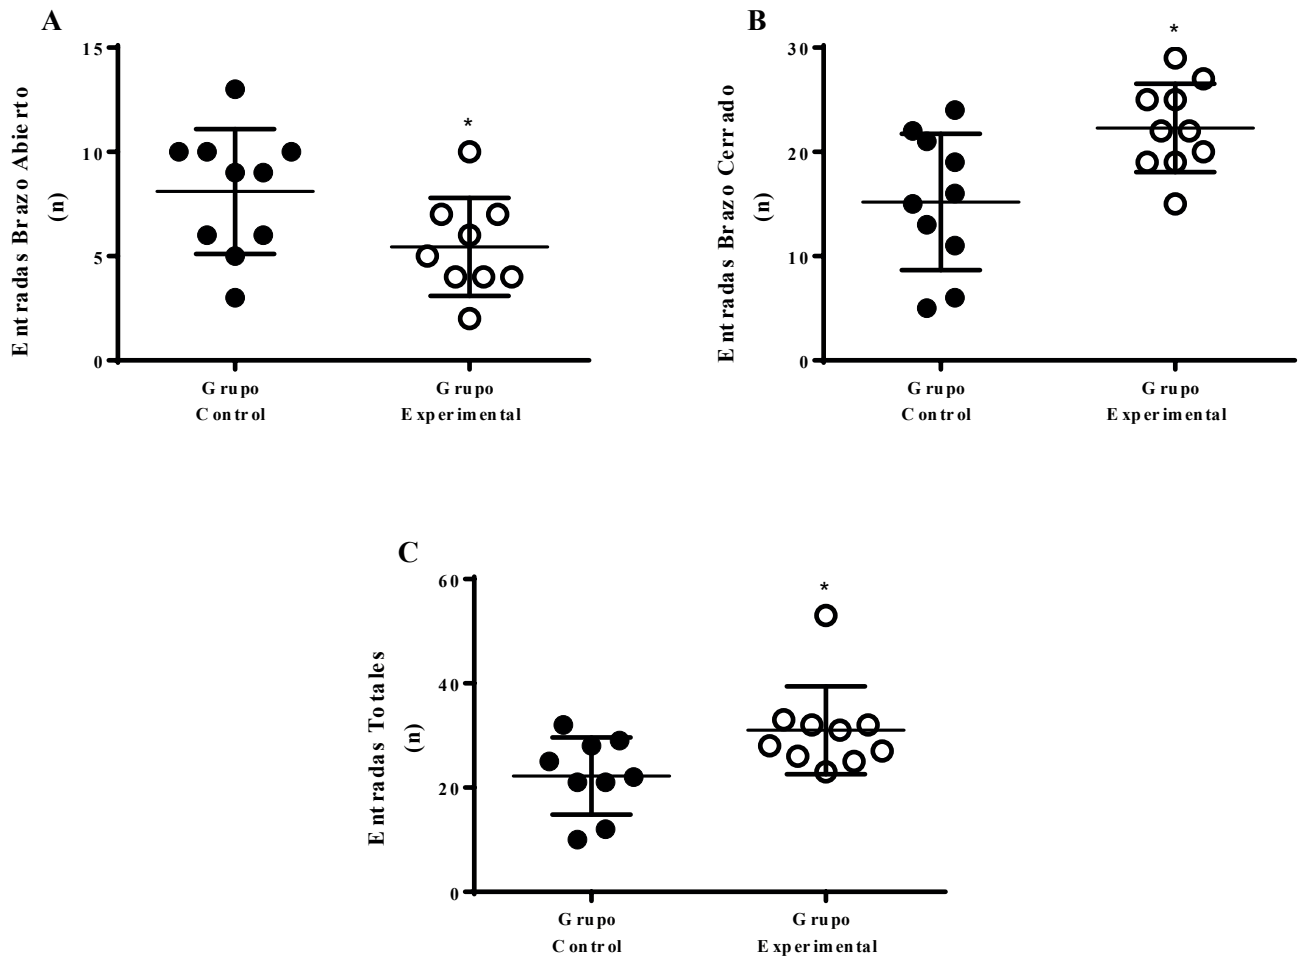 A
Entradas Brazo Abierto
(n)
15
10
5
0
*
Grupo
Control
Grupo
Experimental
B
Entradas Brazo Cerrado
(n)
30
20
10
0
*
Grupo
Control
Grupo
Experimental
C
Entradas Totales
(n)
60
40
20
0
*
Grupo
Control
Grupo
Experimental